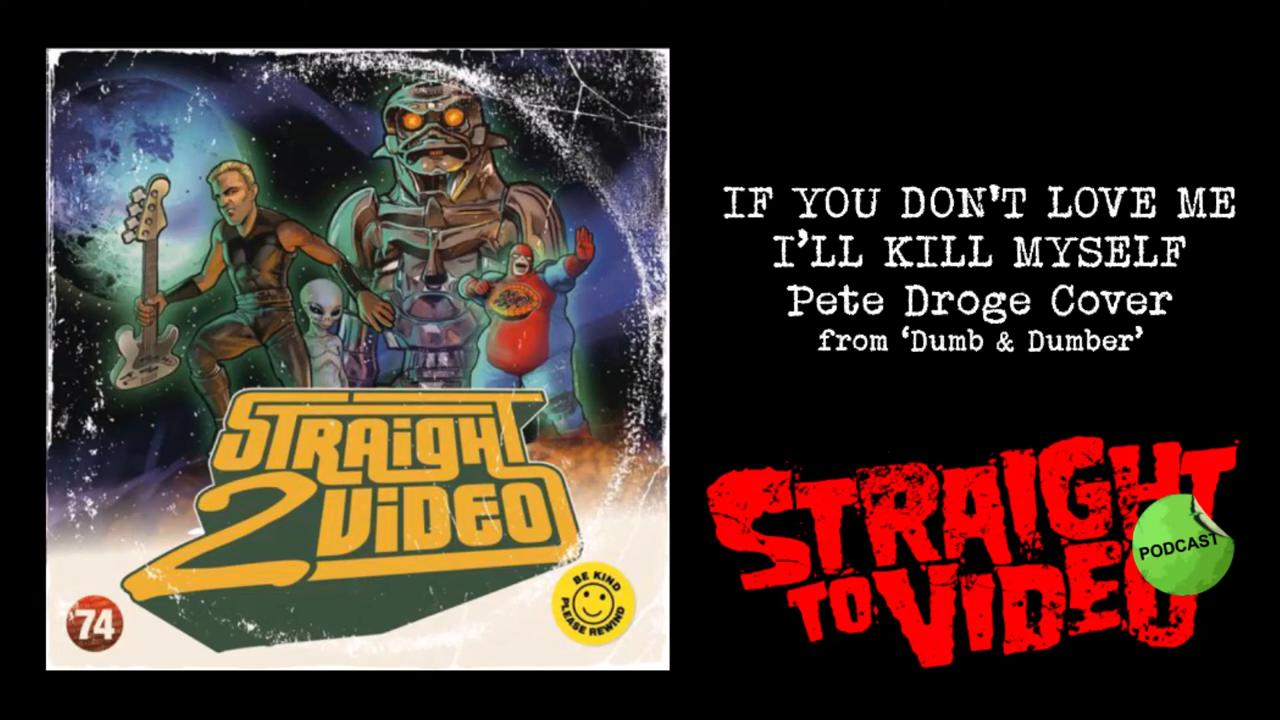 STRAiGHT
2 ViDEO
'74
BE KIND
PLEASE REWIND
IF YOU DON'T LOVE ME
I'LL KILL MYSELF
Pete Droge Cover
from ‘Dumb & Dumber’
STRAIGHT
TO VIDEO
PODCAST